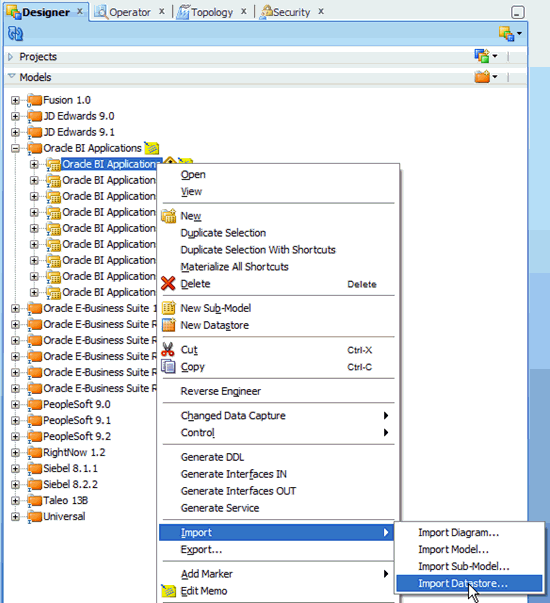 Designer
Operator
Topology
Security
Projects
Models
Fusion 1.0
JD Edwards 9.0
JD Edwards 9.1
Oracle BI Applications
Oracle BI Applications
Oracle BI Application
Oracle BI Application
Oracle BI Application
Oracle BI Application
Oracle BI Application
Oracle BI Application
Oracle BI Application
Oracle BI Application
Oracle E-Business Suite 1
Oracle E-Business Suite R
Oracle E-Business Suite R
Oracle E-Business Suite R
Oracle E-Business Suite R
Oracle E-Business Suite R
PeopleSoft 9.0
PeopleSoft 9.1
PeopleSoft 9.2
RightNow 1.2
Siebel 8.1.1
Siebel 8.2.2
Taleo 13B
Universal
Open
View
New
Duplicate Selection
Duplicate Selection With Shortcuts
Materialize All Shortcuts
Delete Delete
New Sub-Model
New Datastore
Cut Ctrl-X
Copy Ctrl-C
Reverse Engineer
Changed Data Capture
Control
Generate DDL
Generate Interfaces IN
Generate Interfaces OUT
Generate Service
Import
Export...
Add Marker
Edit Memo
Import Diagram...
Import Model...
Import Sub-Model...
Import Datastore...